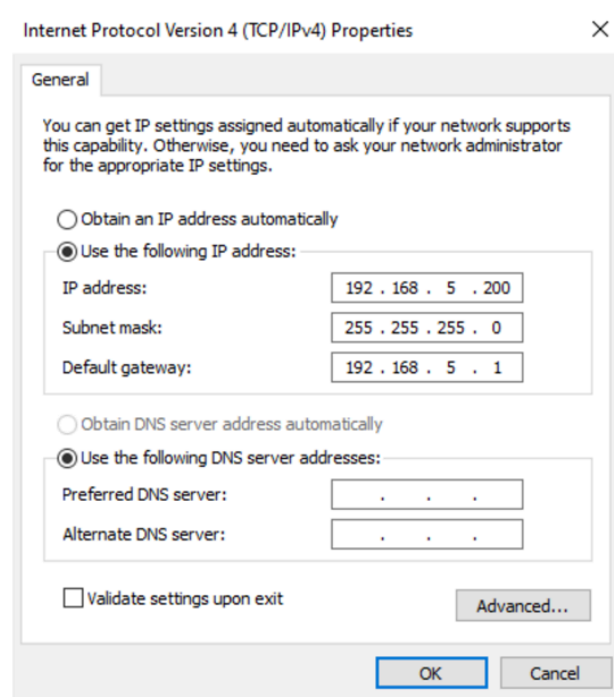 Internet Protocol Version 4 (TCP/IPv4) Properties
General
You can get IP settings assigned automatically if your network supports
this capability. Otherwise, you need to ask your network administrator
for the appropriate IP settings.
Obtain an IP address automatically
Use the following IP address:
IP address: 192 . 168 . 5 . 200
Subnet mask: 255 . 255 . 255 . 0
Default gateway: 192 . 168 . 5 . 1
Obtain DNS server address automatically
Use the following DNS server addresses:
Preferred DNS server: . . .
Alternate DNS server: . . .
Validate settings upon exit
Advanced...
OK Cancel